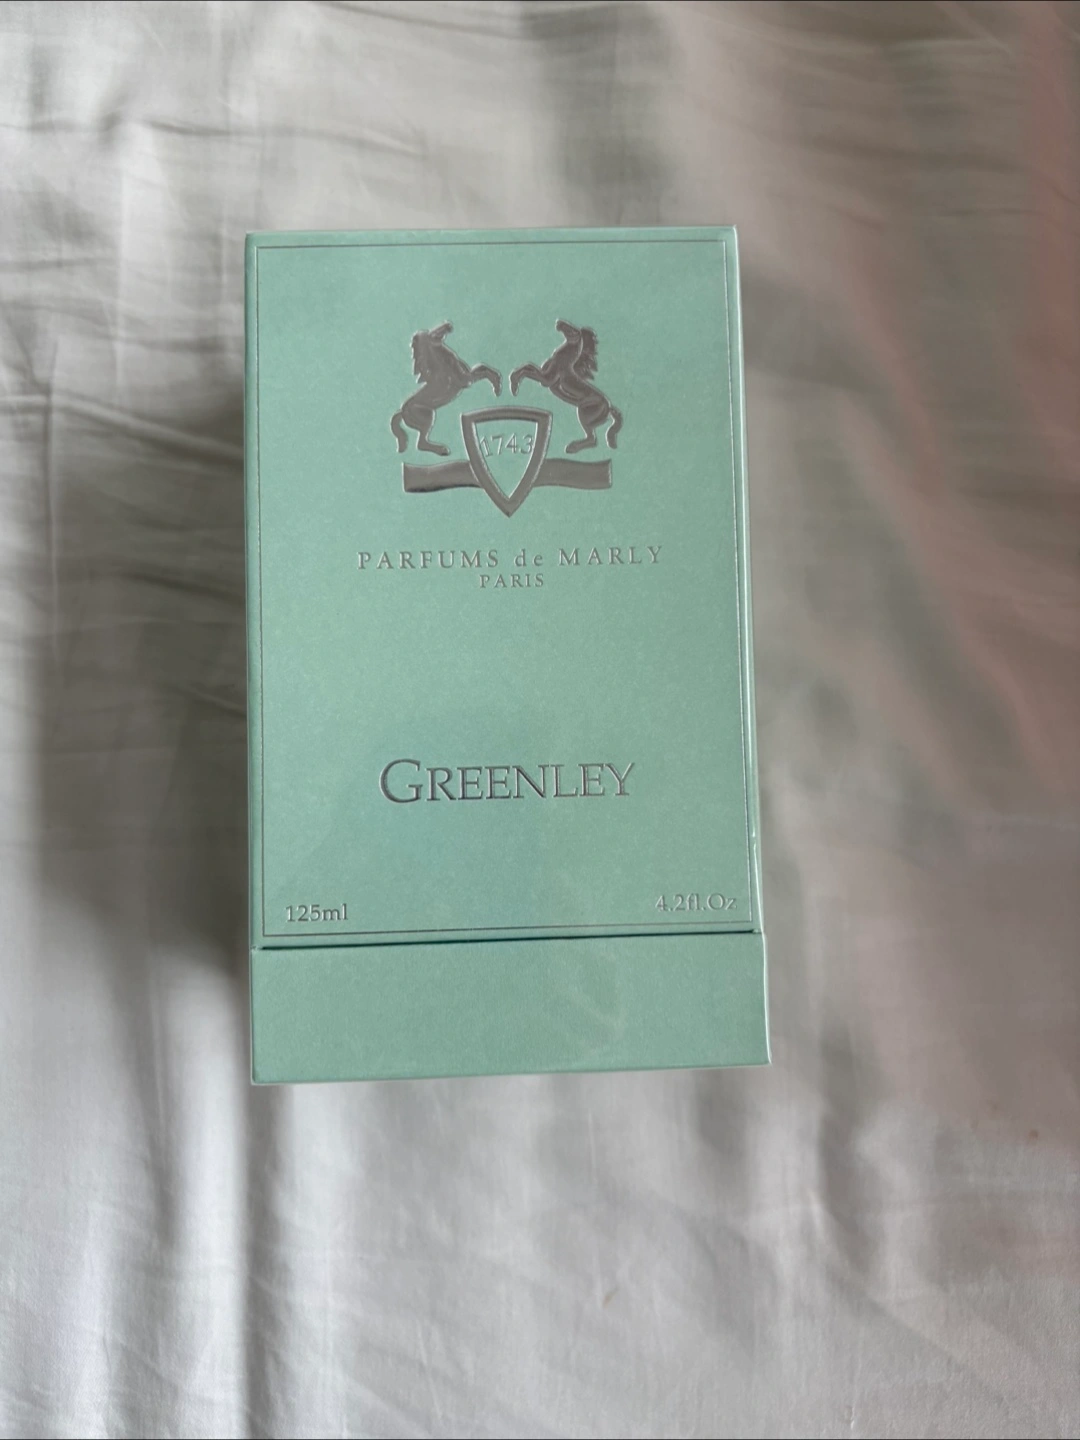 1743
PARFUMS de MARLY
PARIS
GREENLEY
125ml
4.2fl.Oz